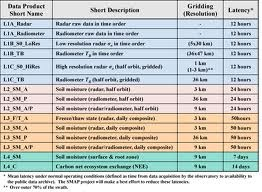 Data Product Short Name | Short Description | Gridding (Resolution) | Latency*
L1A_Radar | Radar raw data in time order | - | 12 hours
L1A_Radiometer | Radiometer raw data in time order | - | 12 hours
L1B_S0_LoRes | Low resolution radar σo in time order | (5x30 km) | 12 hours
L1B_TB | Radiometer TB in time order | (36x47 km) | 12 hours
L1C_S0_HiRes | High resolution radar σo (half orbit, gridded) | 1 km (1-3 km)** | 12 hours
L1C_TB | Radiometer TB (half orbit, gridded) | 36 km | 12 hours
L2_SM_A | Soil moisture (radar, half orbit) | 3 km | 24 hours
L2_SM_P | Soil moisture (radiometer, half orbit) | 36 km | 24 hours
L2_SM_A/P | Soil moisture (radar/radiometer, half orbit) | 9 km | 24 hours
L3_F/T_A | Freeze/thaw state (radar, daily composite) | 3 km | 50 hours
L3_SM_A | Soil moisture (radar, daily composite) | 3 km | 50 hours
L3_SM_P | Soil moisture (radiometer, daily composite) | 36 km | 50 hours
L3_SM_A/P | Soil moisture (radar/radiometer, daily composite) | 9 km | 50 hours
L4_SM | Soil moisture (surface & root zone) | 9 km | 7 days
L4_C | Carbon net ecosystem exchange (NEE) | 9 km | 14 days
* Mean latency under normal operating conditions (defined as time from data acquisition by the observatory to availability to
the public data archive). The SMAP project will make a best effort to reduce these latencies.
** Over outer 70% of the swath.